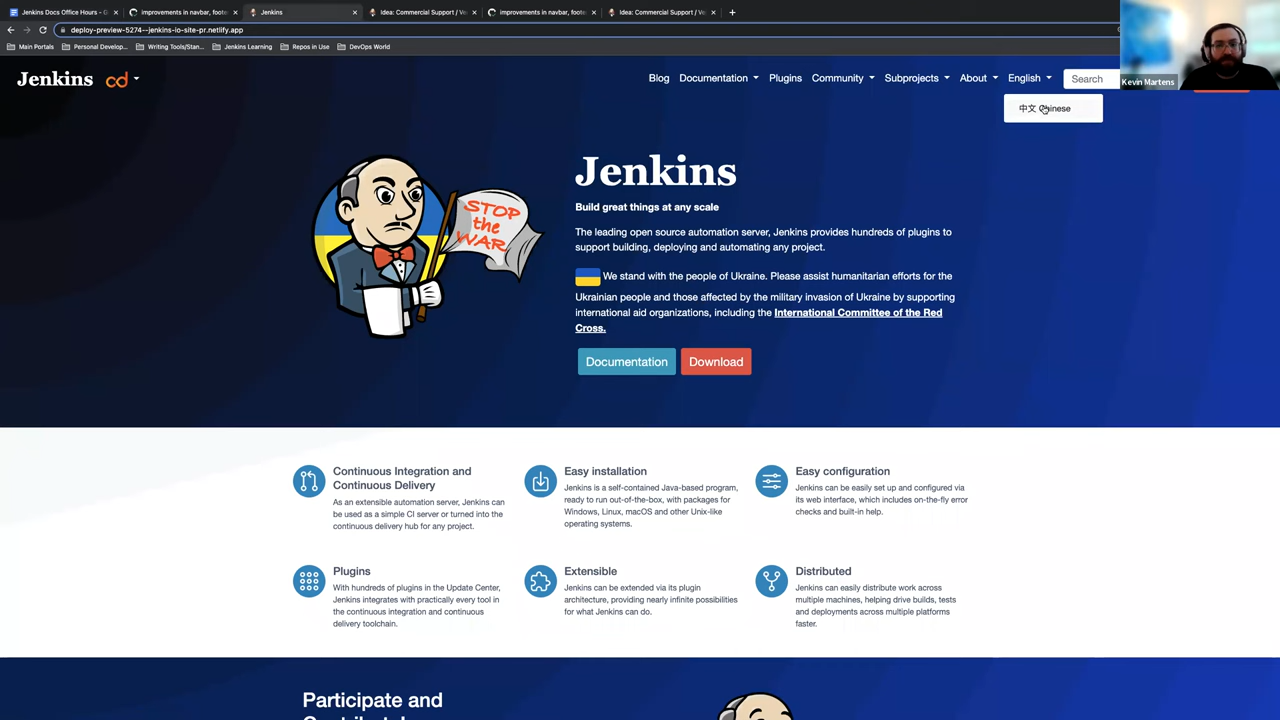 Jenkins Docs Office Hours - G
improvements in navbar, foote
Jenkins
Idea: Commercial Support / Ve
improvements in navbar, foote
Idea: Commercial Support / Ve
deploy-preview-5274--jenkins-io-site-pr.netlify.app
Main Portals
Personal Develop...
Writing Tools/Stan...
Jenkins Learning
Repos in Use
DevOps World
Kevin Martens
Jenkins
cd
Blog
Documentation
Plugins
Community
Subprojects
About
English
Search
中文 Chinese
STOP
the
WAR
Jenkins
Build great things at any scale
The leading open source automation server, Jenkins provides hundreds of plugins to
support building, deploying and automating any project.
We stand with the people of Ukraine. Please assist humanitarian efforts for the
Ukrainian people and those affected by the military invasion of Ukraine by supporting
international aid organizations, including the International Committee of the Red
Cross.
Documentation
Download
Continuous Integration and
Continuous Delivery
As an extensible automation server, Jenkins can
be used as a simple CI server or turned into the
continuous delivery hub for any project.
Easy installation
Jenkins is a self-contained Java-based program,
ready to run out-of-the-box, with packages for
Windows, Linux, macOS and other Unix-like
operating systems.
Easy configuration
Jenkins can be easily set up and configured via
its web interface, which includes on-the-fly error
checks and built-in help.
Plugins
With hundreds of plugins in the Update Center,
Jenkins integrates with practically every tool in
the continuous integration and continuous
delivery toolchain.
Extensible
Jenkins can be extended via its plugin
architecture, providing nearly infinite possibilities
for what Jenkins can do.
Distributed
Jenkins can easily distribute work across
multiple machines, helping drive builds, tests
and deployments across multiple platforms
faster.
Participate and